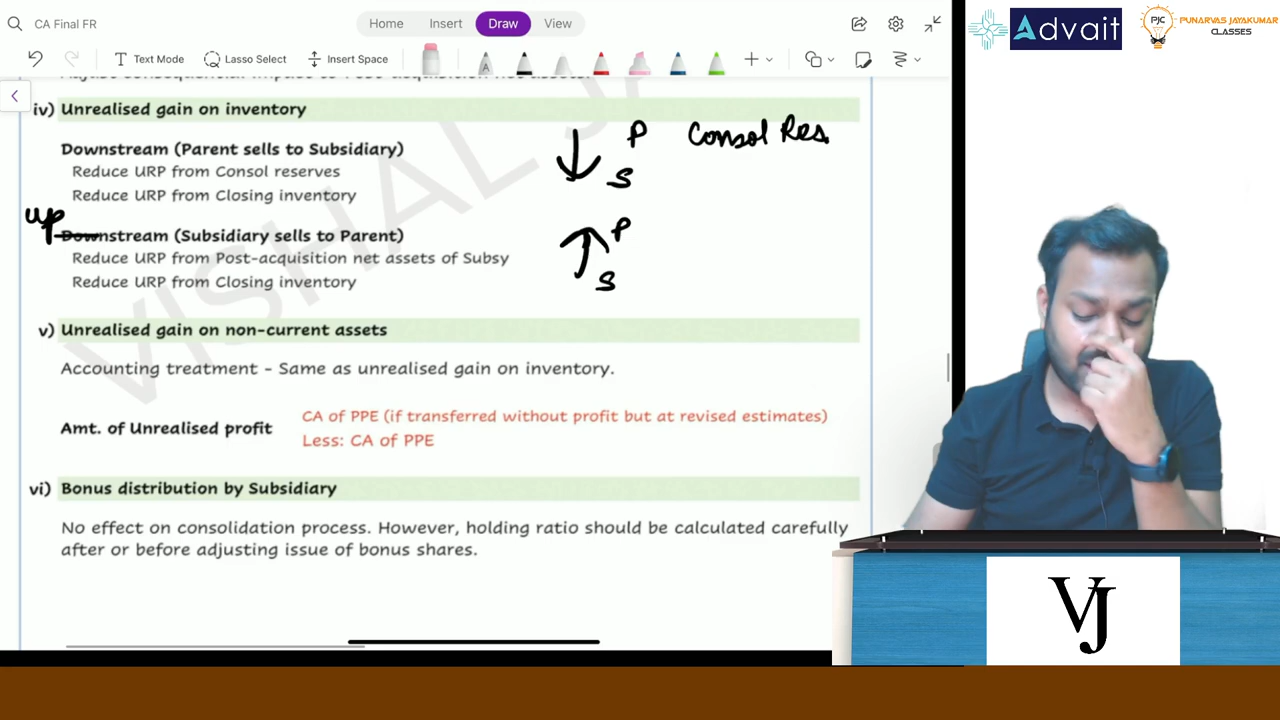 CA Final FR
Home Insert Draw View
Text Mode Lasso Select Insert Space
iv) Unrealised gain on inventory
Downstream (Parent sells to Subsidiary)
Reduce URP from Consol reserves
Reduce URP from Closing inventory
P
S
Consol Res.
up
Downstream (Subsidiary sells to Parent)
Reduce URP from Post-acquisition net assets of Subsy
Reduce URP from Closing inventory
P
S
v) Unrealised gain on non-current assets
Accounting treatment - Same as unrealised gain on inventory.
Amt. of Unrealised profit
CA of PPE (if transferred without profit but at revised estimates)
Less: CA of PPE
vi) Bonus distribution by Subsidiary
No effect on consolidation process. However, holding ratio should be calculated carefully
after or before adjusting issue of bonus shares.
VISHAL
Advait
PJC
PUNARVAS JAYAKUMAR
CLASSES
VJ